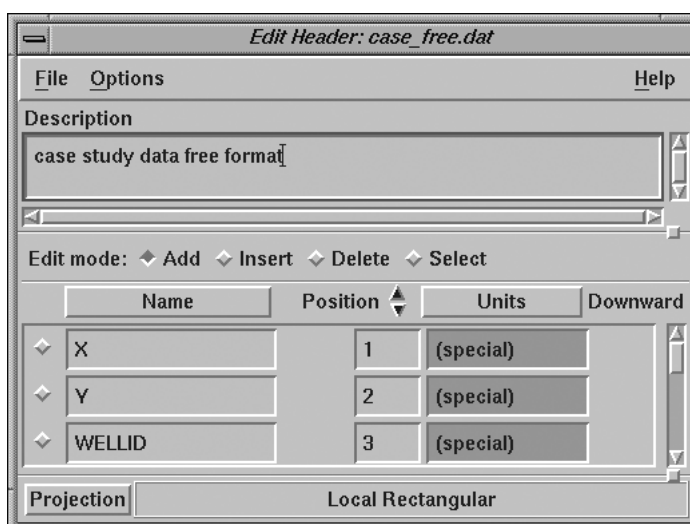 Edit Header: case_free.dat
File Options Help
Description
case study data free format
Edit mode: Add Insert Delete Select
Name Position Units Downward
X 1 (special)
Y 2 (special)
WELLID 3 (special)
Projection Local Rectangular